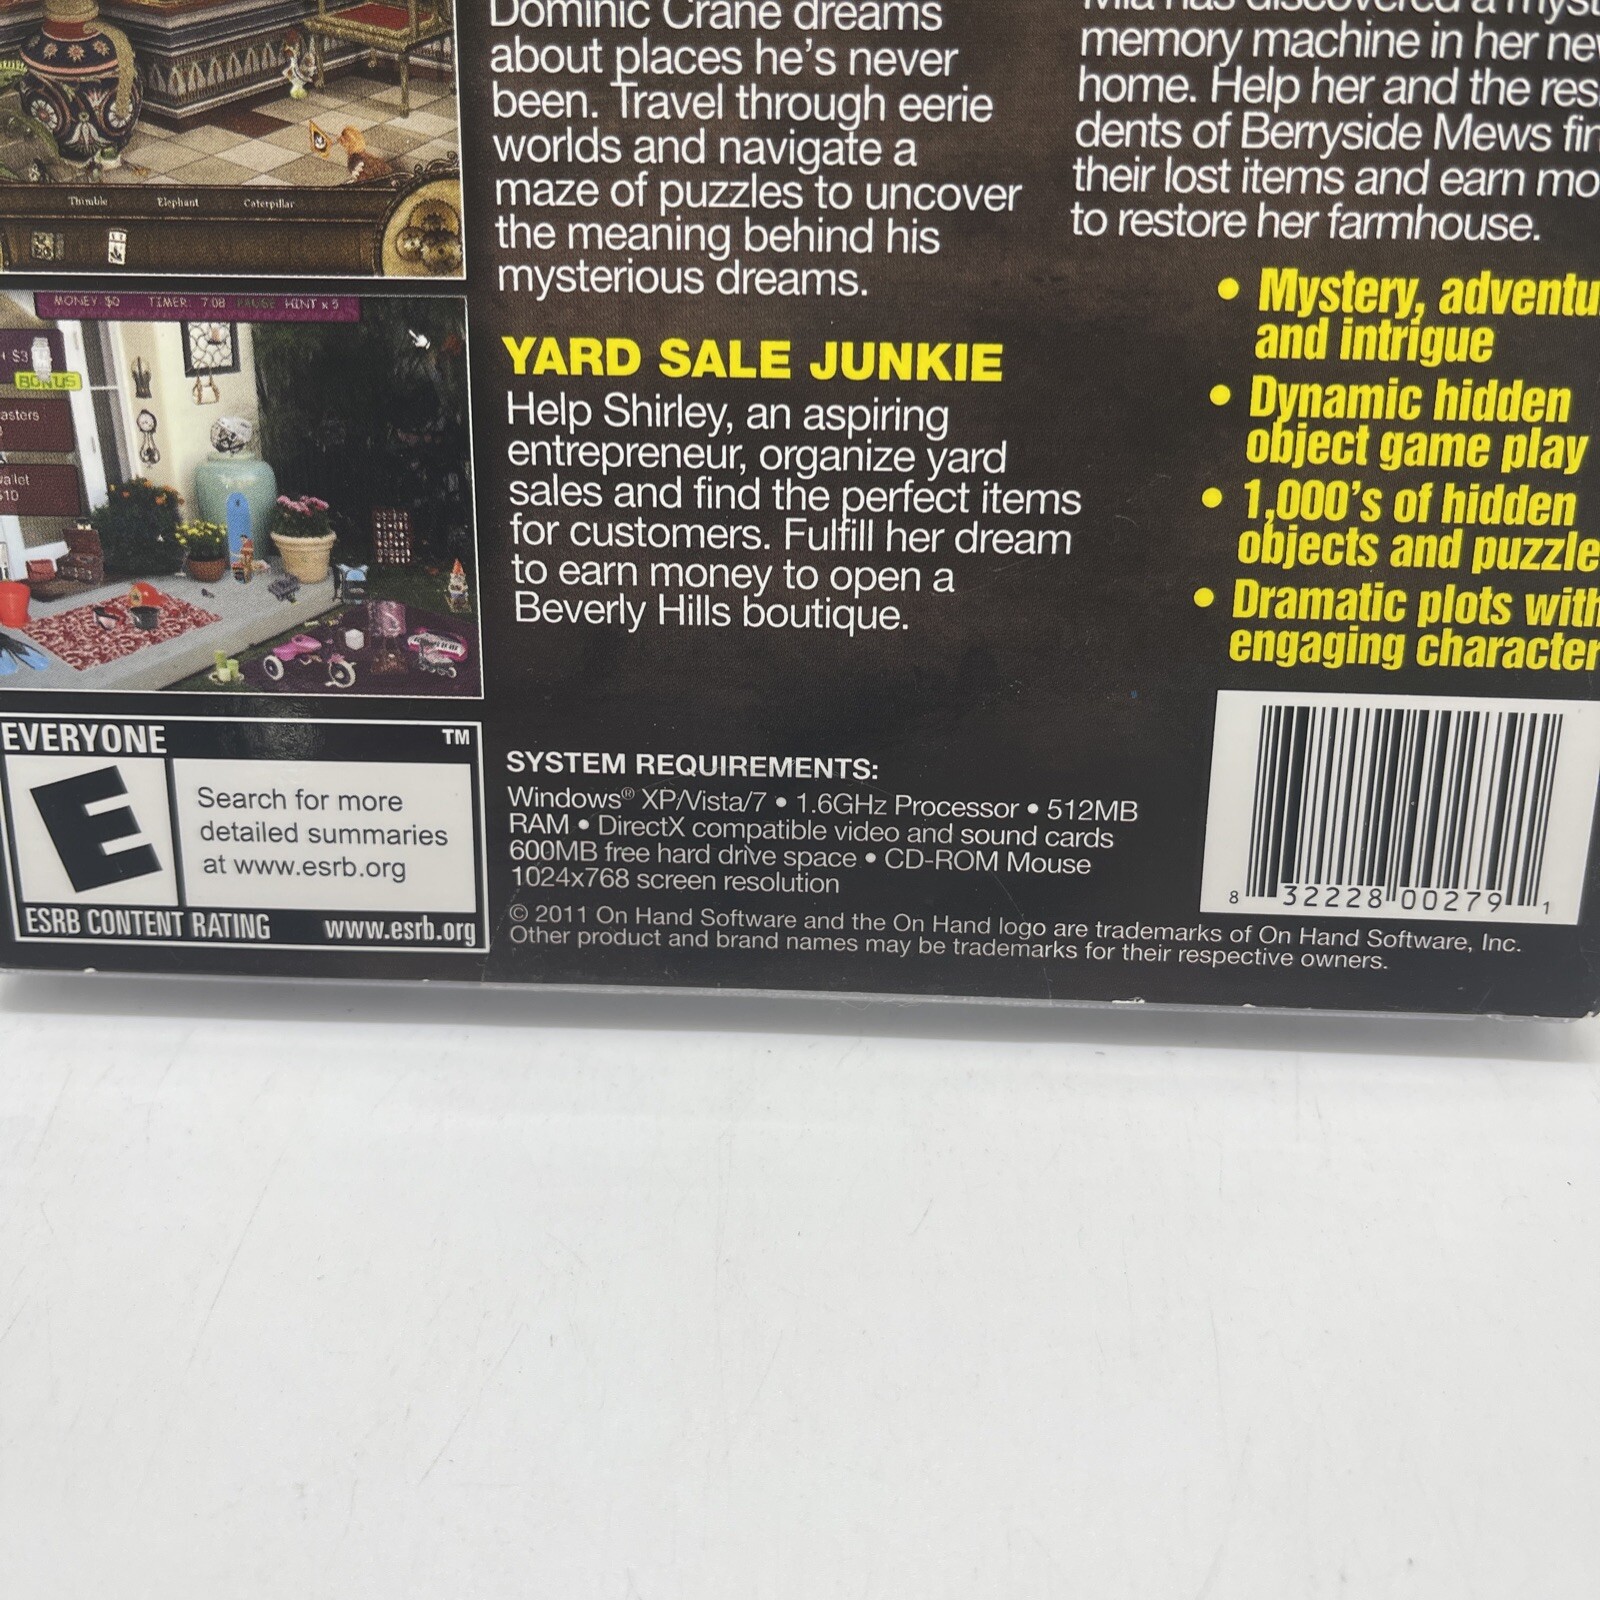 Dominic Crane dreams
about places he's never
been. Travel through eerie
worlds and navigate a
maze of puzzles to uncover
the meaning behind his
mysterious dreams.
YARD SALE JUNKIE
Help Shirley, an aspiring
entrepreneur, organize yard
sales and find the perfect items
for customers. Fulfill her dream
to earn money to open a
Beverly Hills boutique.
Mia has discovered a
memory machine in her
home. Help her and the
dents of Berryside Mews
their lost items and earn
to restore her farmhouse.
• Mystery,
and intrigue
• Dynamic hidden
object game play
• 1,000's of hidden
objects and
• Dramatic plots
engaging
Thimble Elephant Caterpillar
MONEY $0 TIMER: 7:08 PAUSE HINT x 5
BONUS
EVERYONE TM
E
Search for more
detailed summaries
at www.esrb.org
ESRB CONTENT RATING www.esrb.org
SYSTEM REQUIREMENTS:
Windows® XP/Vista/7 • 1.6GHz Processor • 512MB
RAM • DirectX compatible video and sound cards
600MB free hard drive space • CD-ROM Mouse
1024x768 screen resolution
© 2011 On Hand Software and the On Hand logo are trademarks of On Hand Software, Inc.
Other product and brand names may be trademarks for their respective owners.
8 32228 00279 1